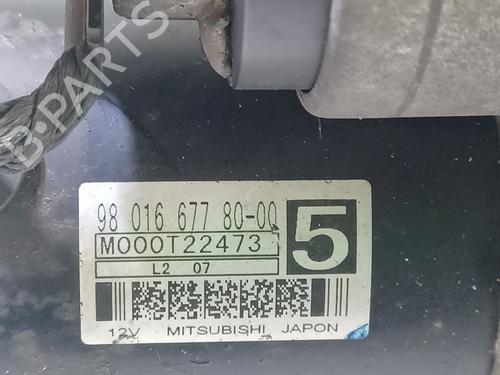 B-PARTS
98 016 677 80-00
5
M000T22473
L2 07
12V MITSUBISHI JAPON